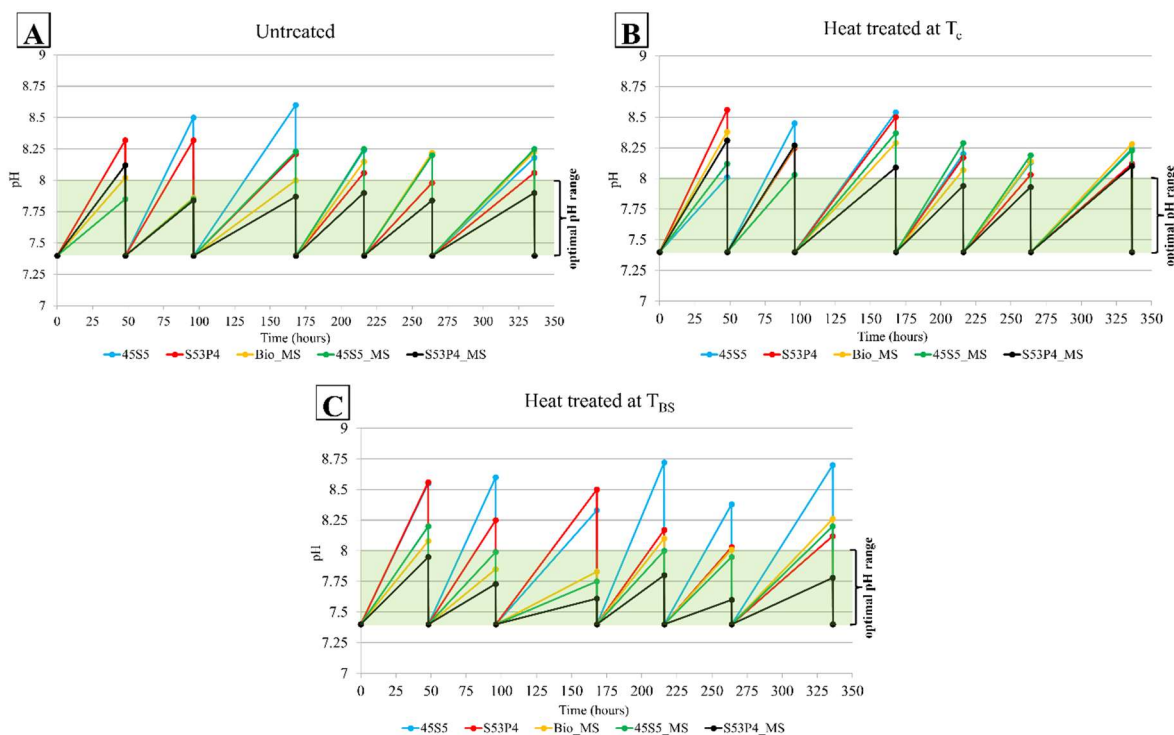 A
Untreated
9
8.75
8.5
8.25
8
7.75
7.5
7.25
7
pH
0 25 50 75 100 125 150 175 200 225 250 275 300 325 350
Time (hours)
optimal pH range
45S5 S53P4 Bio_MS 45S5_MS S53P4_MS
B
Heat treated at Tc
9
8.75
8.5
8.25
8
7.75
7.5
7.25
7
pH
0 25 50 75 100 125 150 175 200 225 250 275 300 325 350
Time (hours)
optimal pH range
45S5 S53P4 Bio_MS 45S5_MS S53P4_MS
C
Heat treated at TBS
9
8.75
8.5
8.25
8
7.75
7.5
7.25
7
pH
0 25 50 75 100 125 150 175 200 225 250 275 300 325 350
Time (hours)
optimal pH range
45S5 S53P4 Bio_MS 45S5_MS S53P4_MS